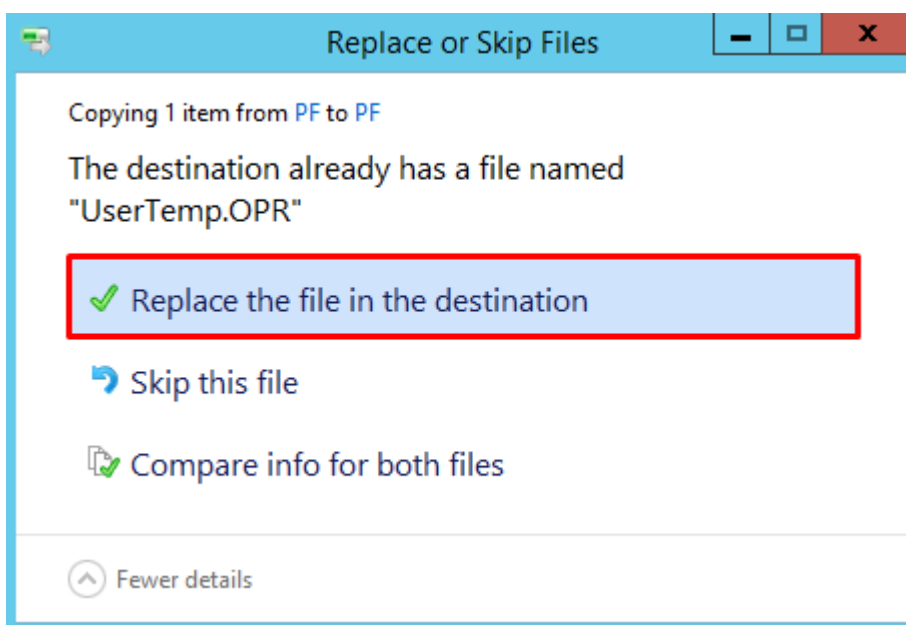 Replace or Skip Files
Copying 1 item from PF to PF
The destination already has a file named
"UserTemp.OPR"
Replace the file in the destination
Skip this file
Compare info for both files
Fewer details